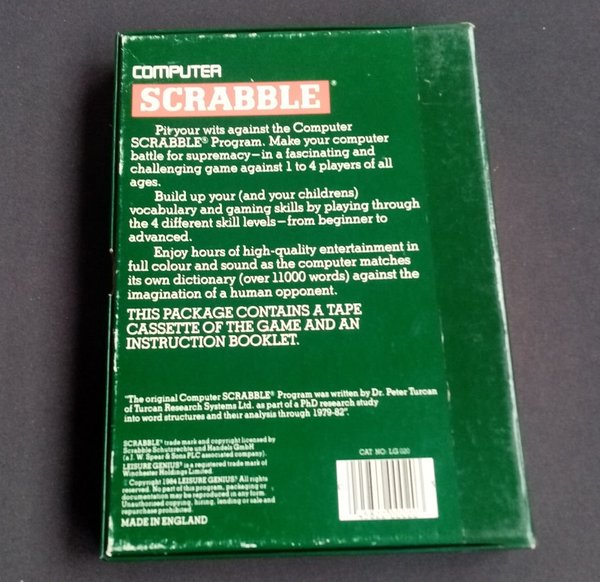 COMPUTER
SCRABBLE®
Pit your wits against the Computer
SCRABBLE® Program. Make your computer
battle for supremacy—in a fascinating and
challenging game against 1 to 4 players of all
ages.
Build up your (and your childrens)
vocabulary and gaming skills by playing through
the 4 different skill levels—from beginner to
advanced.
Enjoy hours of high-quality entertainment in
full colour and sound as the computer matches
its own dictionary (over 11000 words) against the
imagination of a human opponent.
THIS PACKAGE CONTAINS A TAPE
CASSETTE OF THE GAME AND AN
INSTRUCTION BOOKLET.
"The original Computer SCRABBLE® Program was written by Dr. Peter Turcan
of Turcan Research Systems Ltd. as part of a PhD research study
into word structures and their analysis through 1979-82".
SCRABBLE® trade mark and copyright licensed by
Scrabble Schutzrechte und Handels GmbH
(a J. W. Spear & Sons PLC associated company).
LEISURE GENIUS® is a registered trade mark of
Winchester Holdings Limited.
© Copyright 1984 LEISURE GENIUS® All rights
reserved. No part of this program, packaging or
documentation may be reproduced in any form.
Unauthorised copying, hiring, lending or sale and
repurchase prohibited.
MADE IN ENGLAND
CAT NO: LG 020